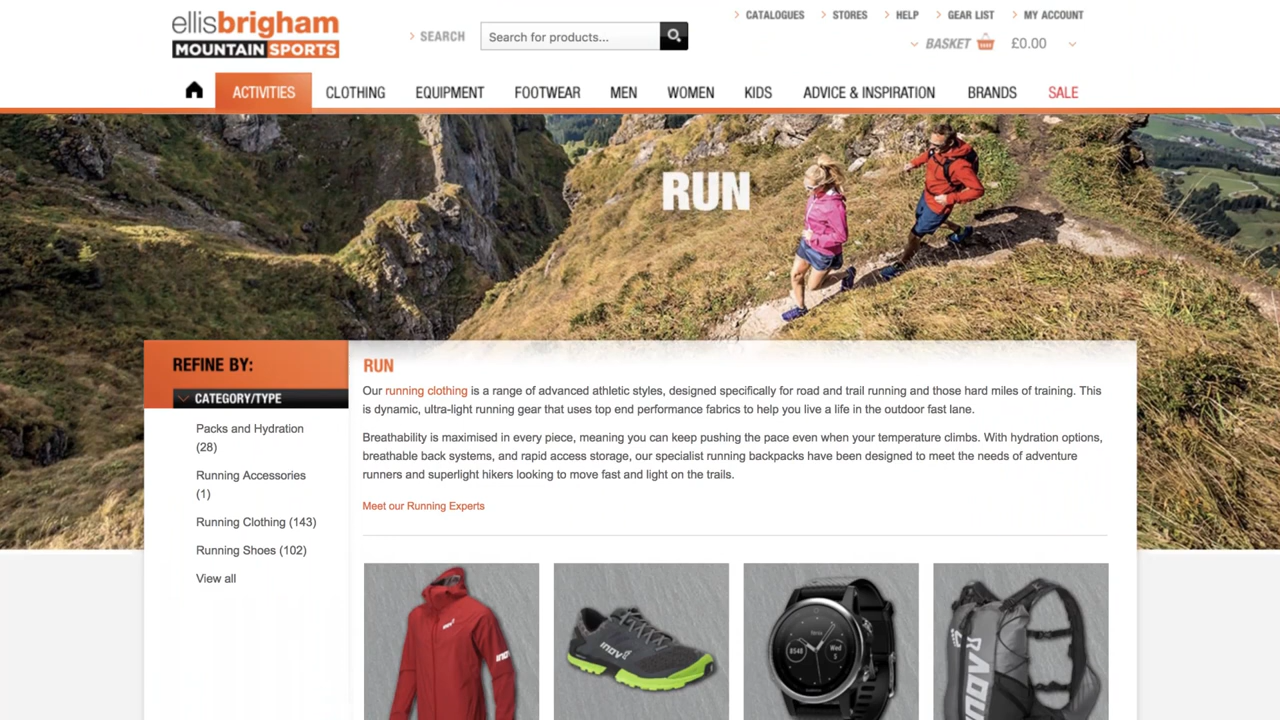 ellisbrigham
MOUNTAIN SPORTS
SEARCH
Search for products...
CATALOGUES
STORES
HELP
GEAR LIST
MY ACCOUNT
BASKET
£0.00
ACTIVITIES
CLOTHING
EQUIPMENT
FOOTWEAR
MEN
WOMEN
KIDS
ADVICE & INSPIRATION
BRANDS
SALE
RUN
REFINE BY:
CATEGORY/TYPE
Packs and Hydration
(28)
Running Accessories
(1)
Running Clothing (143)
Running Shoes (102)
View all
RUN
Our running clothing is a range of advanced athletic styles, designed specifically for road and trail running and those hard miles of training. This
is dynamic, ultra-light running gear that uses top end performance fabrics to help you live a life in the outdoor fast lane.
Breathability is maximised in every piece, meaning you can keep pushing the pace even when your temperature climbs. With hydration options,
breathable back systems, and rapid access storage, our specialist running backpacks have been designed to meet the needs of adventure
runners and superlight hikers looking to move fast and light on the trails.
Meet our Running Experts
inov8
inov8